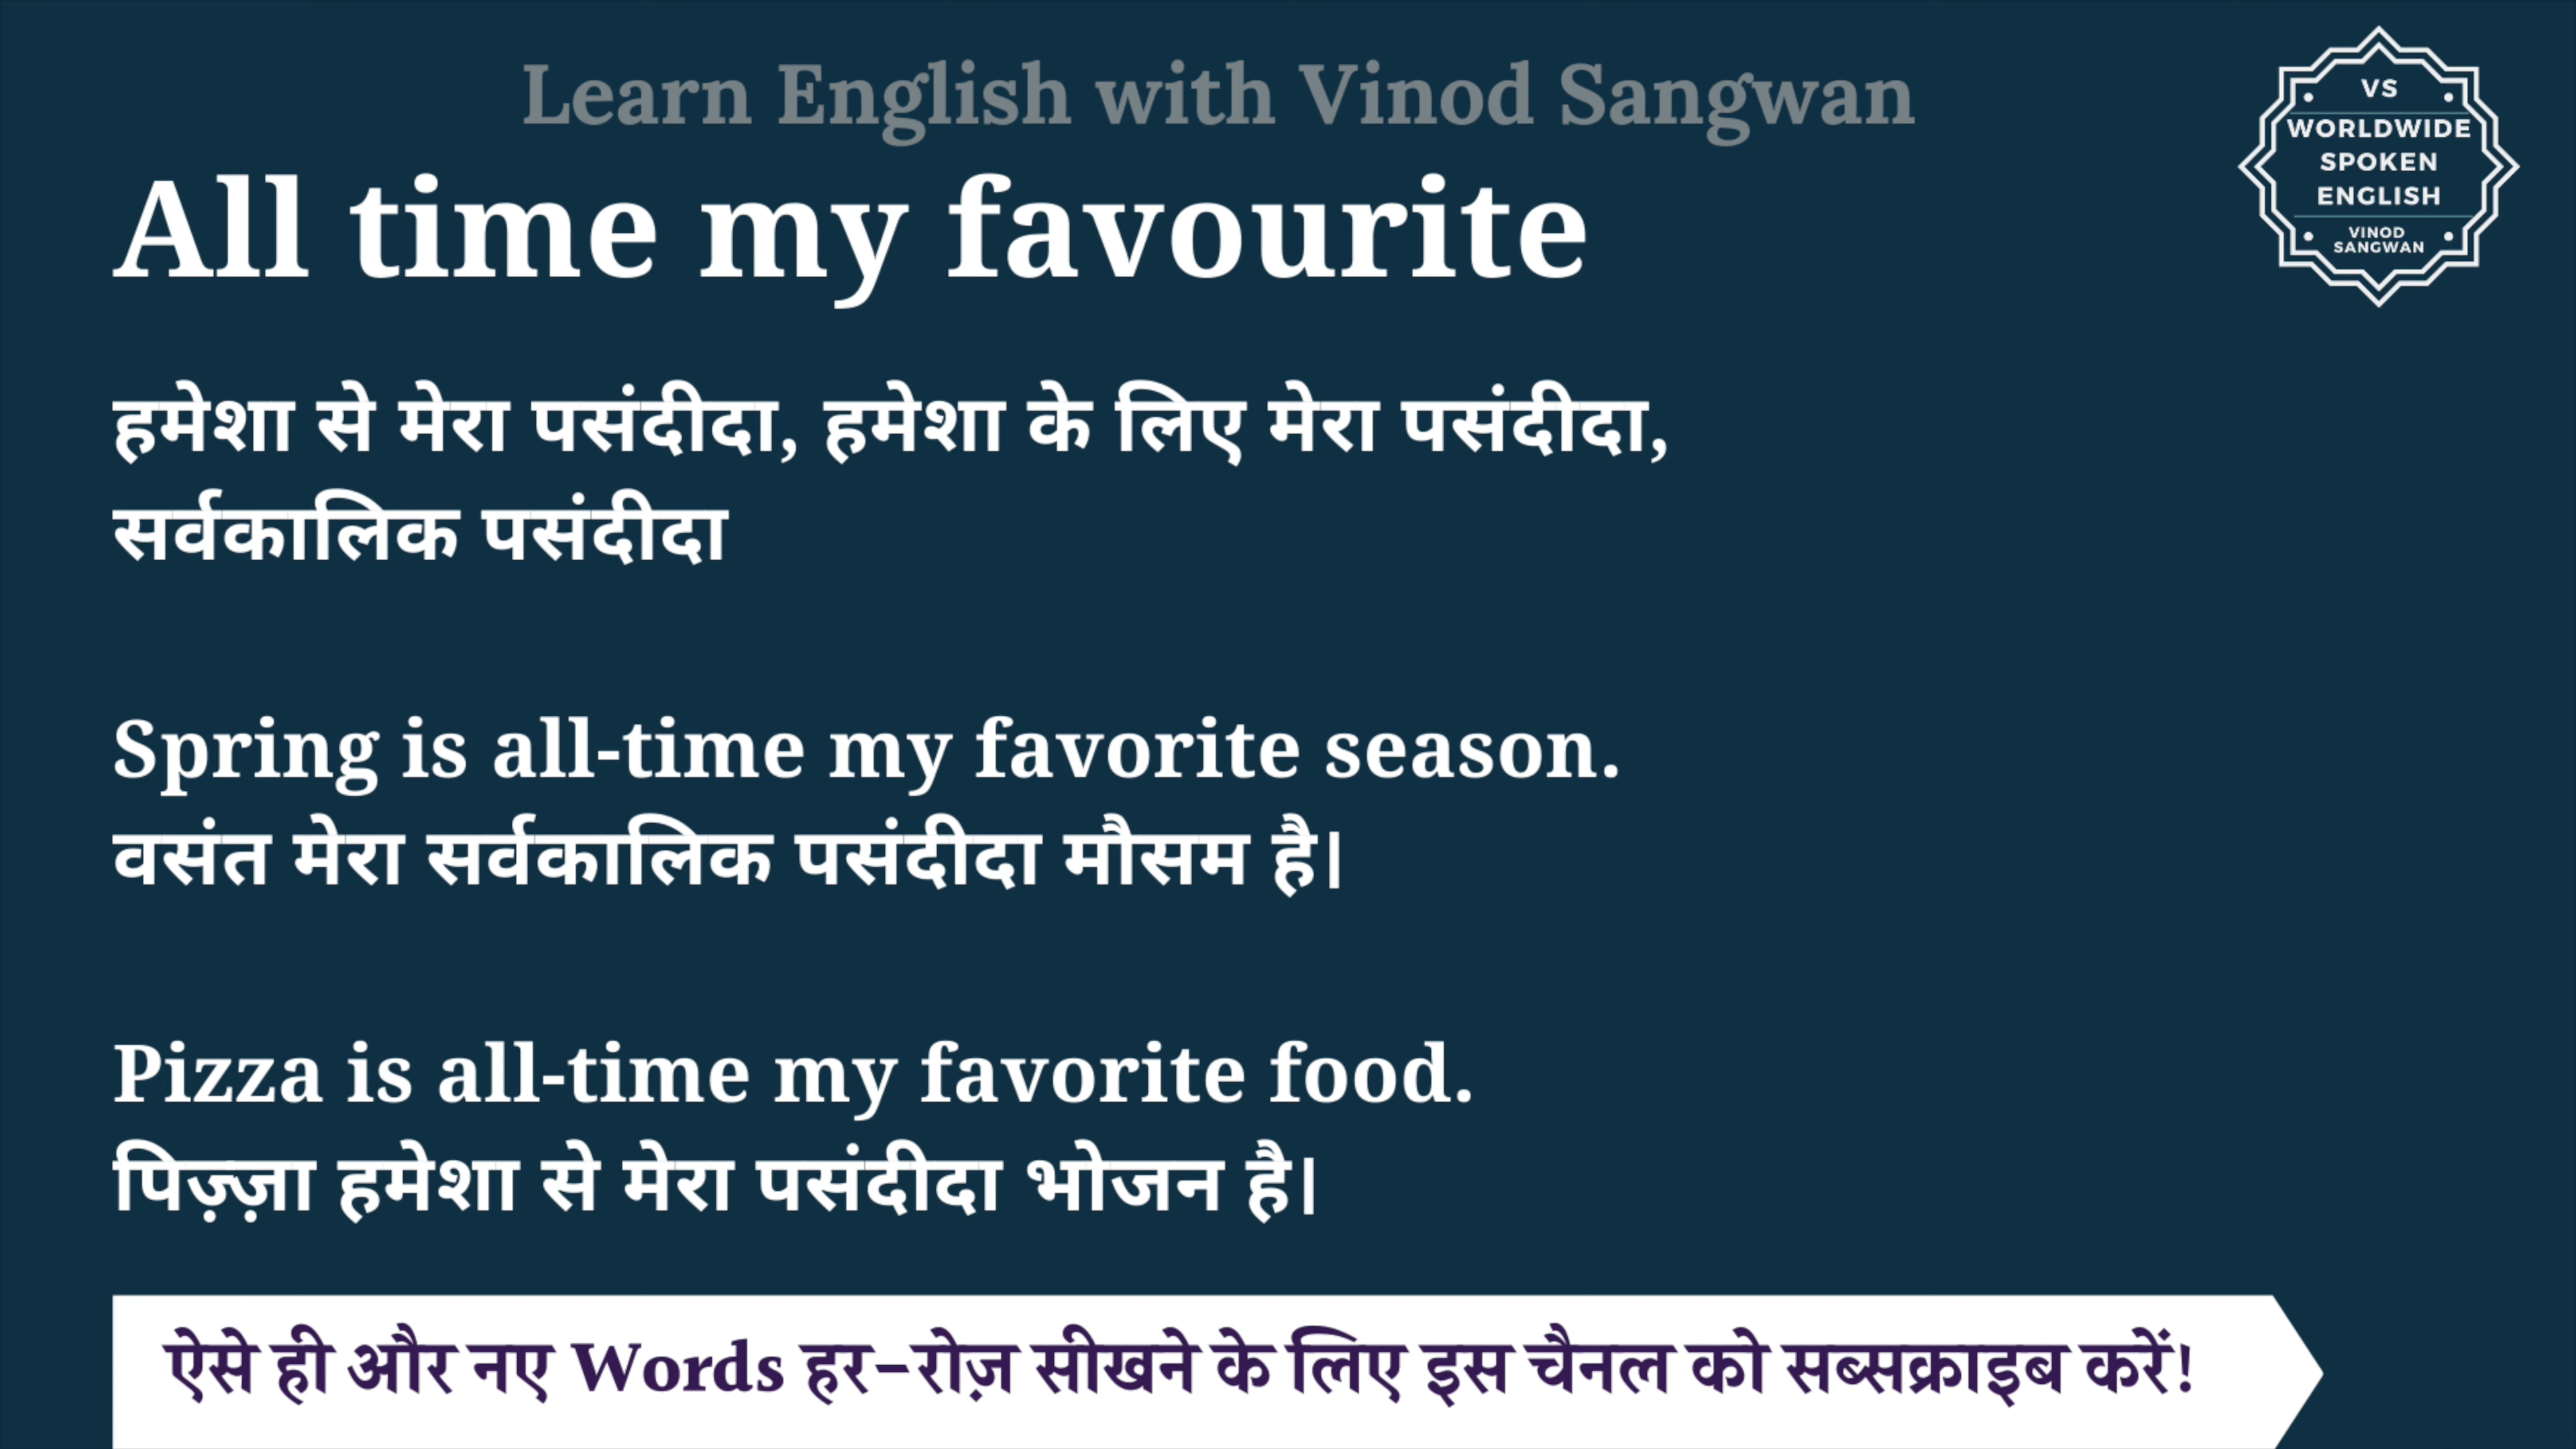 Learn English with Vinod Sangwan
VS
WORLDWIDE
SPOKEN
ENGLISH
VINOD
SANGWAN
All time my favourite
हमेशा से मेरा पसंदीदा, हमेशा के लिए मेरा पसंदीदा,
सर्वकालिक पसंदीदा
Spring is all-time my favorite season.
वसंत मेरा सर्वकालिक पसंदीदा मौसम है।
Pizza is all-time my favorite food.
पिज़्ज़ा हमेशा से मेरा पसंदीदा भोजन है।
ऐसे ही और नए Words हर-रोज़ सीखने के लिए इस चैनल को सब्सक्राइब करें!